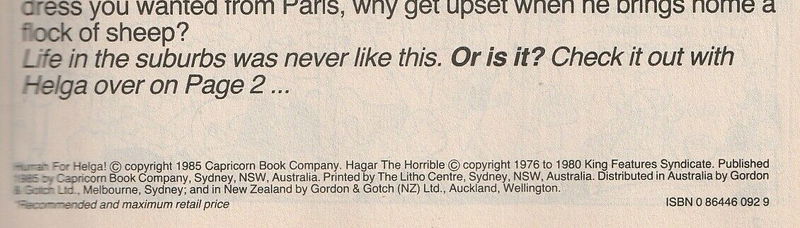 dress you wanted from Paris, why get upset when he brings home a
flock of sheep?
Life in the suburbs was never like this. Or is it? Check it out with
Helga over on Page 2 ...
Hurrah For Helga! © copyright 1985 Capricorn Book Company. Hagar The Horrible © copyright 1976 to 1980 King Features Syndicate. Published
1985 by Capricorn Book Company, Sydney, NSW, Australia. Printed by The Litho Centre, Sydney, NSW, Australia. Distributed in Australia by Gordon
& Gotch Ltd., Melbourne, Sydney; and in New Zealand by Gordon & Gotch (NZ) Ltd., Auckland, Wellington.
*Recommended and maximum retail price ISBN 0 86446 092 9